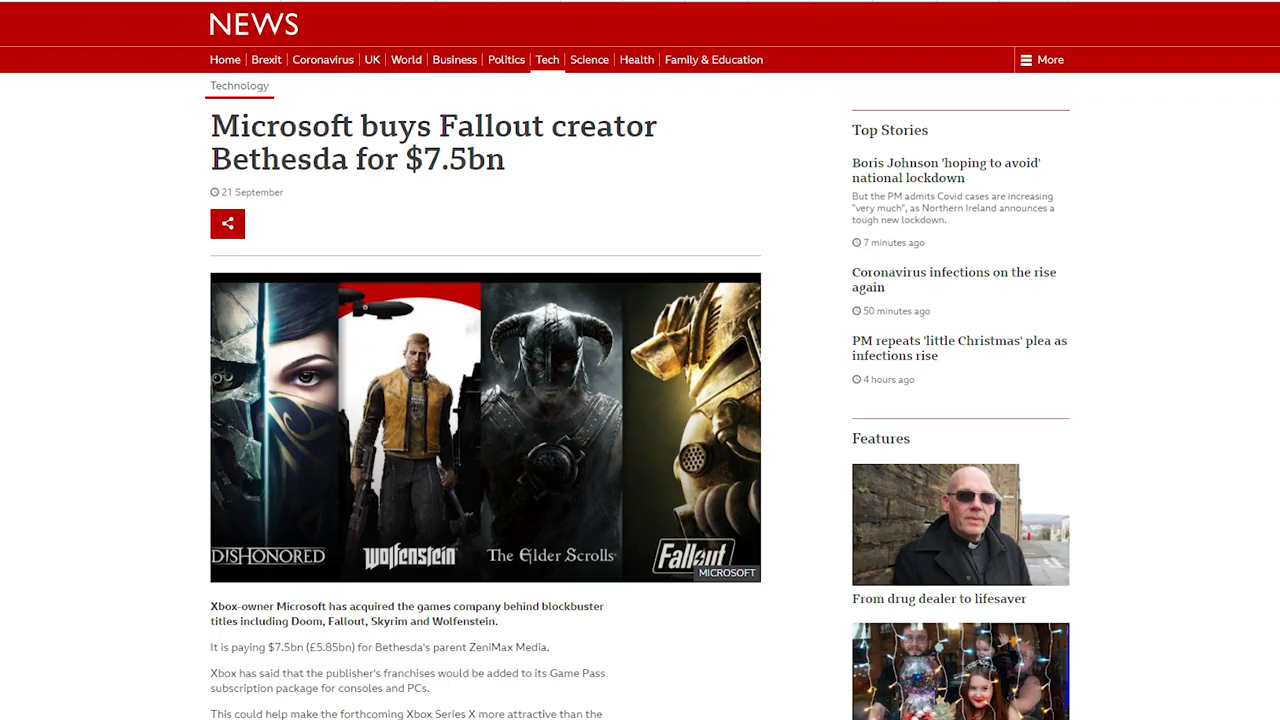 NEWS
Home Brexit Coronavirus UK World Business Politics Tech Science Health Family & Education More
Technology
Microsoft buys Fallout creator
Bethesda for $7.5bn
21 September
DISHONORED
Wolfenstein
The Elder Scrolls
Fallout
MICROSOFT
Xbox-owner Microsoft has acquired the games company behind blockbuster
titles including Doom, Fallout, Skyrim and Wolfenstein.
It is paying $7.5bn (£5.85bn) for Bethesda's parent ZeniMax Media.
Xbox has said that the publisher's franchises would be added to its Game Pass
subscription package for consoles and PCs.
This could help make the forthcoming Xbox Series X more attractive than the
Top Stories
Boris Johnson 'hoping to avoid'
national lockdown
But the PM admits Covid cases are increasing
"very much", as Northern Ireland announces a
tough new lockdown.
7 minutes ago
Coronavirus infections on the rise
again
50 minutes ago
PM repeats 'little Christmas' plea as
infections rise
4 hours ago
Features
From drug dealer to lifesaver